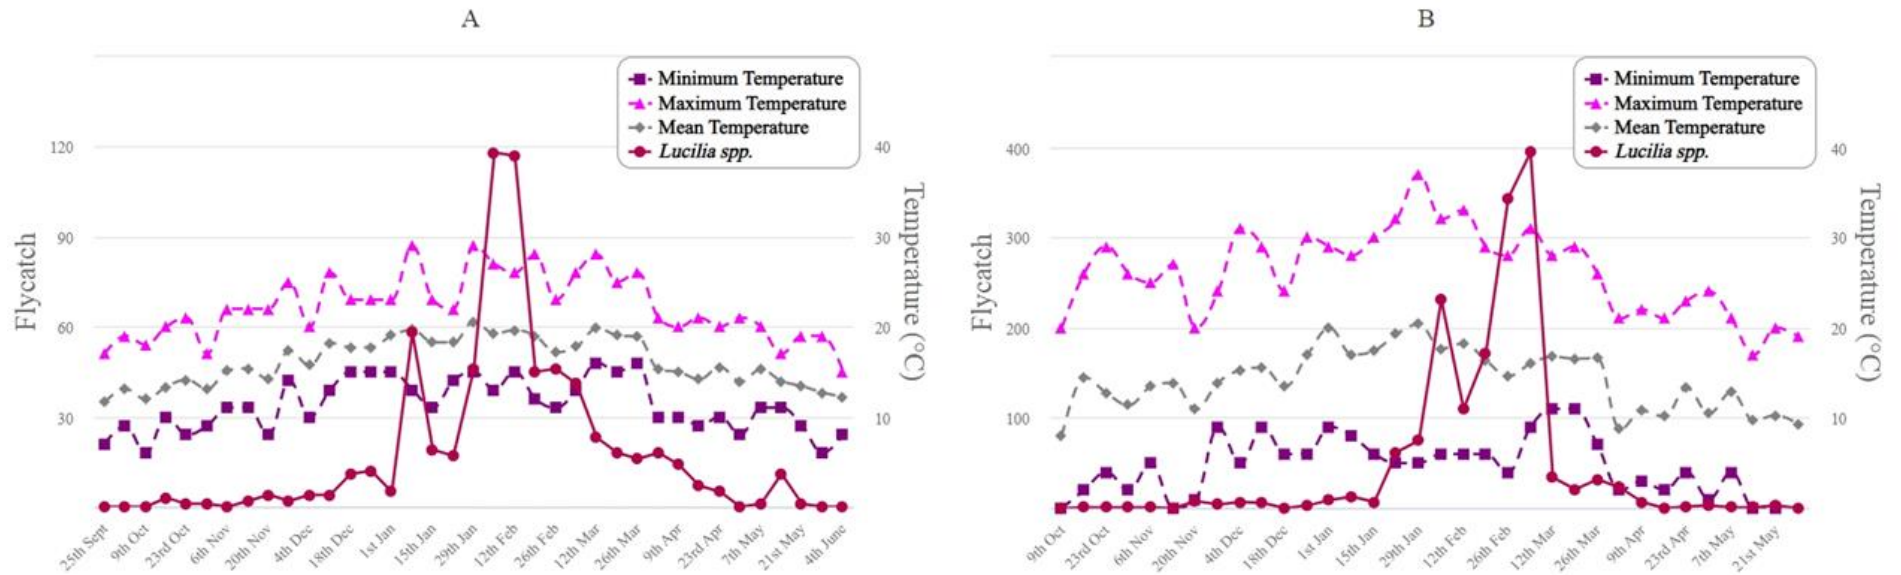 A
Minimum Temperature
Maximum Temperature
Mean Temperature
Lucilia spp.
120
90
60
30
40
30
20
10
Flycatch
Temperature (°C)
25th Sept
9th Oct
23rd Oct
6th Nov
20th Nov
4th Dec
18th Dec
1st Jan
15th Jan
29th Jan
12th Feb
26th Feb
12th Mar
26th Mar
9th Apr
23rd Apr
7th May
21st May
4th June
B
Minimum Temperature
Maximum Temperature
Mean Temperature
Lucilia spp.
400
300
200
100
40
30
20
10
Flycatch
Temperature (°C)
9th Oct
23rd Oct
6th Nov
20th Nov
4th Dec
18th Dec
1st Jan
15th Jan
29th Jan
12th Feb
26th Feb
12th Mar
26th Mar
9th Apr
23rd Apr
7th May
21st May